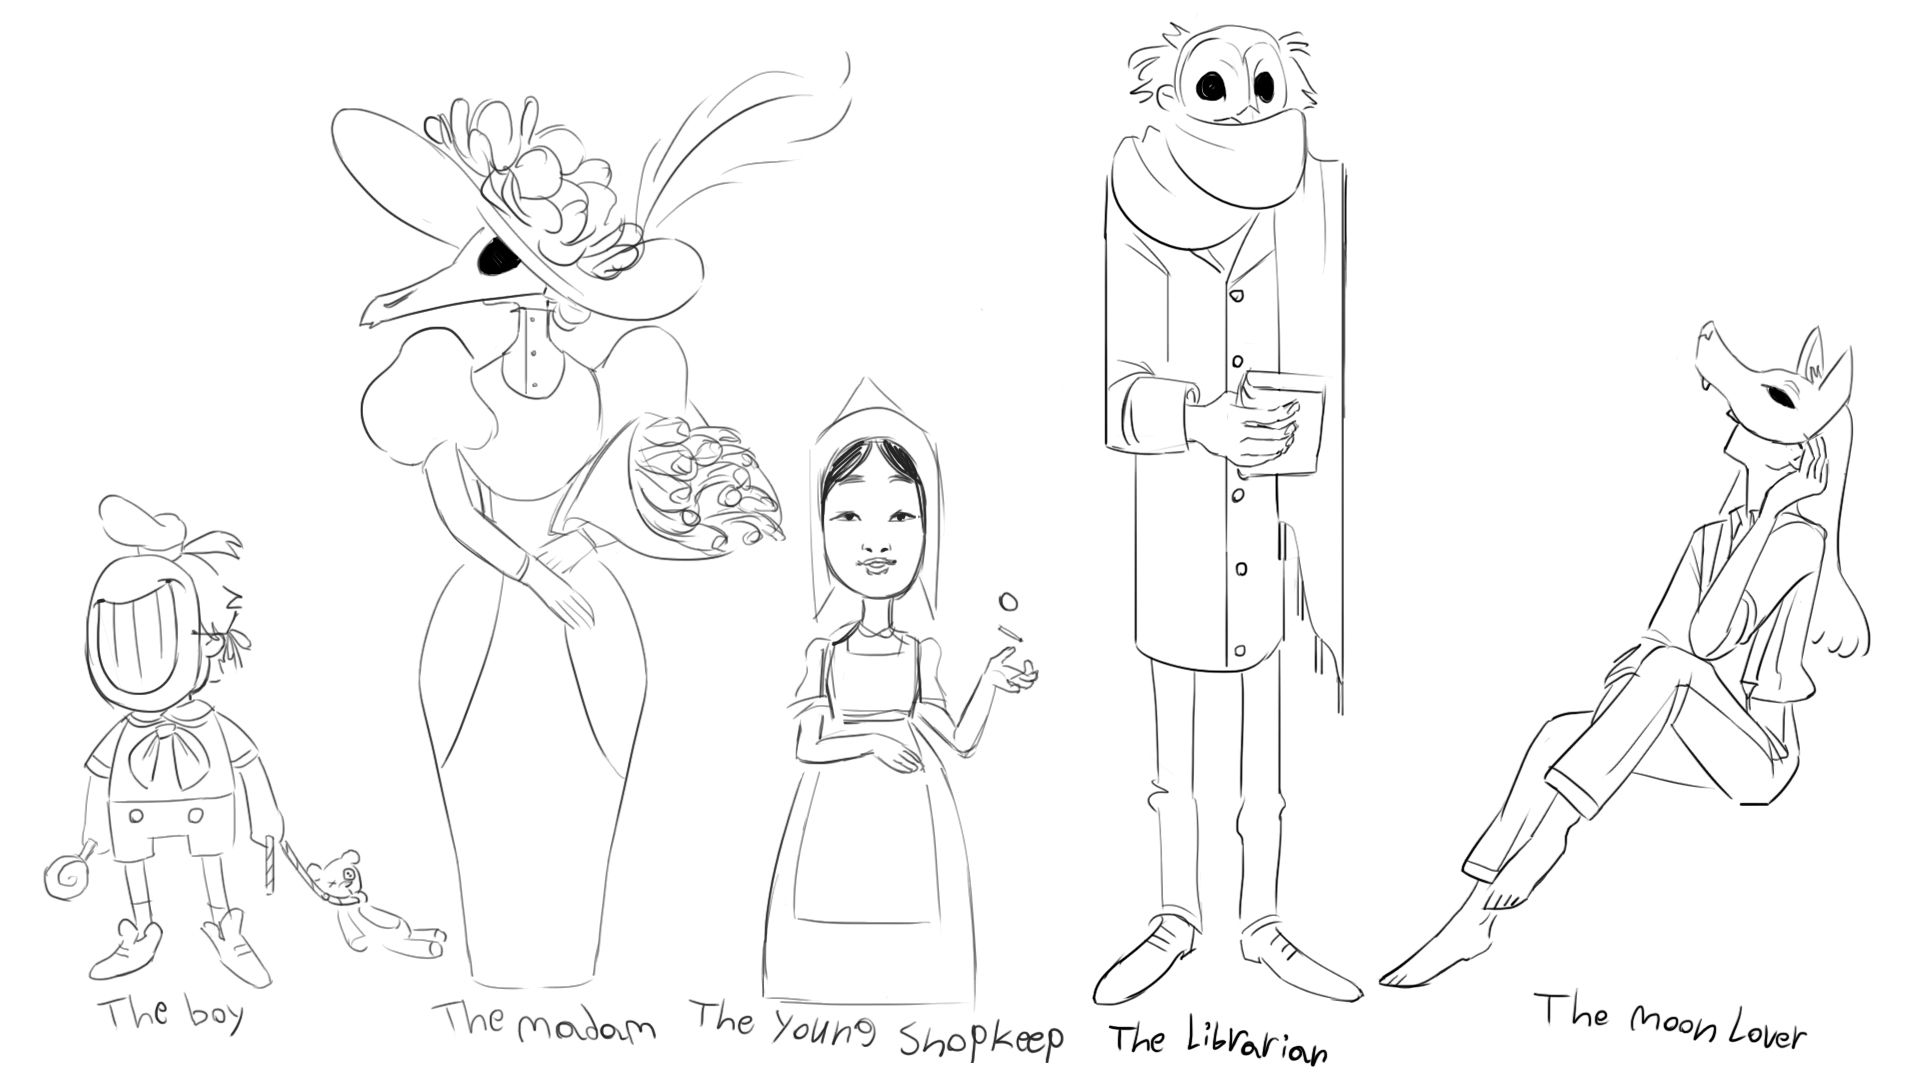 The boy
The madam
The Young Shopkeep
The Librarian
The moon Lover